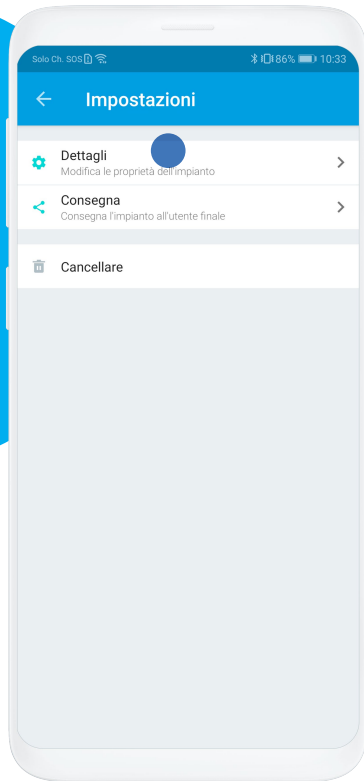 Solo Ch. SOS 86% 10:33
Impostazioni
Dettagli
Modifica le proprietà dell'impianto
Consegna
Consegna l'impianto all'utente finale
Cancellare